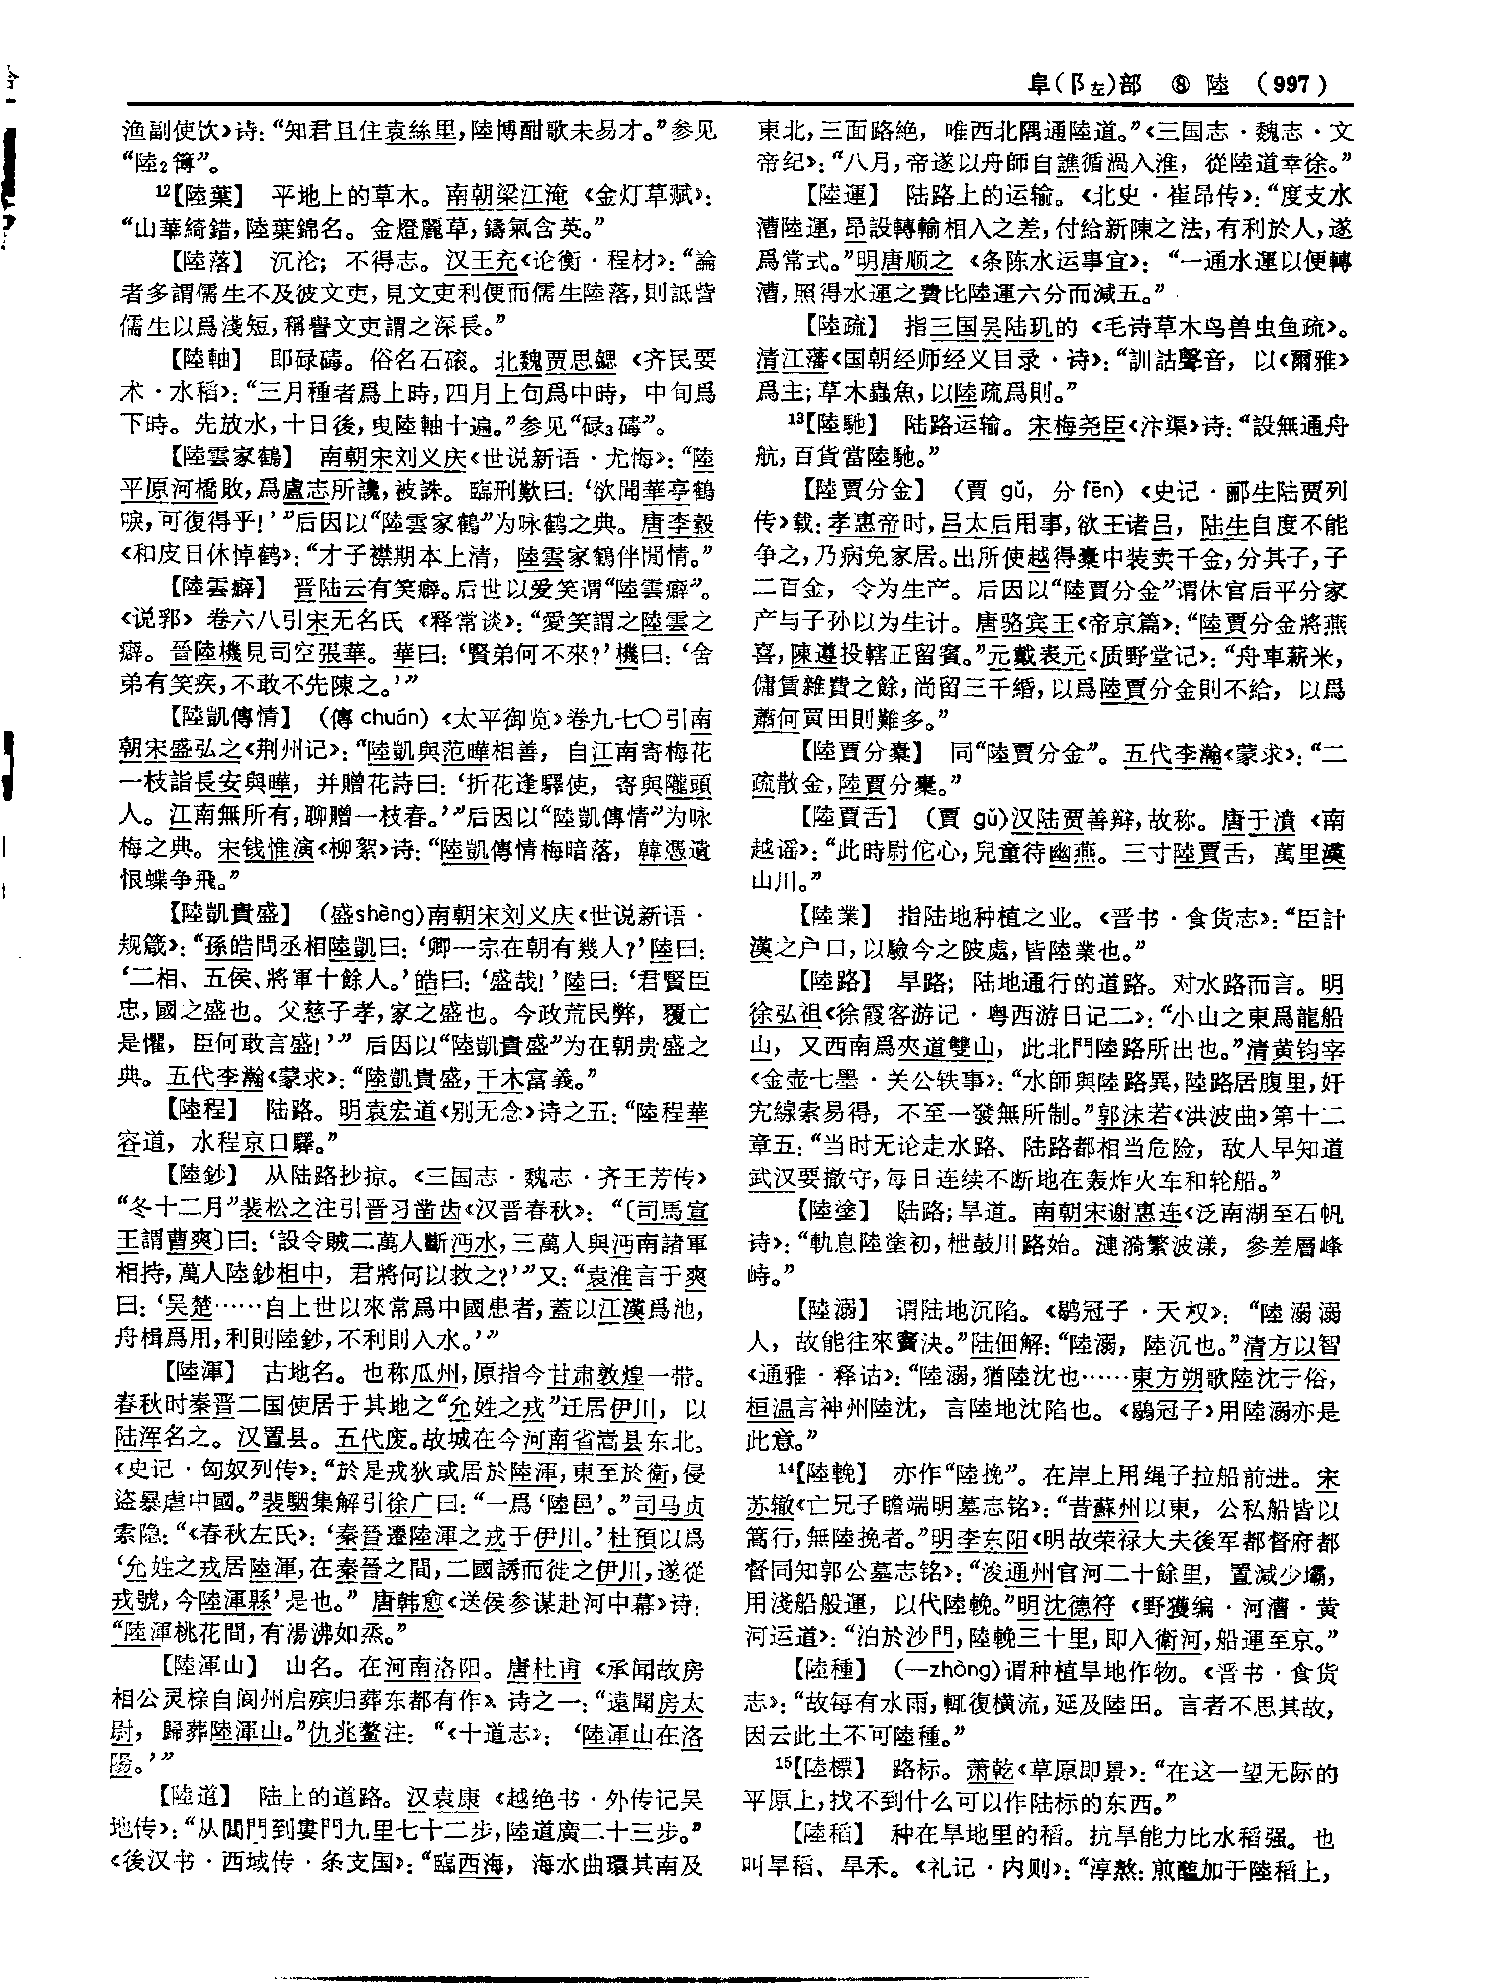 阜(阝左)部 ⑧ 陸 (997)
渔副使饮》诗：“知君且住袁絲里，陸博酣歌未易才。”参见
“陸₂簿”。
¹²【陸葉】 平地上的草木。南朝梁江淹《金灯草赋》：
“山華綺錯，陸葉錦名。金燈麗草，鑄氣含英。”
【陸落】 沉沦；不得志。汉王充《论衡·程材》：“論
者多謂儒生不及彼文吏，見文吏利便而儒生陸落，則詆訾
儒生以爲淺短，稱譽文吏謂之深長。”
【陸軸】 即碌碡。俗名石磙。北魏贾思勰《齐民要
术·水稻》：“三月種者爲上時，四月上旬爲中時，中旬爲
下時。先放水，十日後，曳陸軸十遍。”参见“碌₃碡”。
【陸雲家鶴】 南朝宋刘义庆《世说新语·尤悔》：“陸
平原河橋敗，爲盧志所讒，被誅。臨刑歎曰：‘欲聞華亭鶴
唳，可復得乎！’”后因以“陸雲家鶴”为咏鹤之典。唐李縠
《和皮日休悼鹤》：“才子襟期本上清，陸雲家鶴伴閒情。”
【陸雲癖】 晋陆云有笑癖。后世以爱笑谓“陸雲癖”。
《说郛》卷六八引宋无名氏《释常谈》：“愛笑謂之陸雲之
癖。晉陸機見司空張華。華曰：‘賢弟何不來？’機曰：‘舍
弟有笑疾，不敢不先陳之。’”
【陸凱傳情】 （傳 chuán）《太平御览》卷九七〇引南
朝宋盛弘之《荆州记》：“陸凱與范曄相善，自江南寄梅花
一枝詣長安與曄，并贈花詩曰：‘折花逢驛使，寄與隴頭
人。江南無所有，聊贈一枝春。’”后因以“陸凱傳情”为咏
梅之典。宋钱惟演《柳絮》诗：“陸凱傳情梅暗落，韓憑遺
恨蝶争飛。”
【陸凱貴盛】 （盛shèng）南朝宋刘义庆《世说新语·
规箴》：“孫皓問丞相陸凱曰：‘卿一宗在朝有幾人？’陸曰：
‘二相、五侯、將軍十餘人。’皓曰：‘盛哉！’陸曰：‘君賢臣
忠，國之盛也。父慈子孝，家之盛也。今政荒民弊，覆亡
是懼，臣何敢言盛！’”后因以“陸凱貴盛”为在朝贵盛之
典。五代李瀚《蒙求》：“陸凱貴盛，干木富義。”
【陸程】 陆路。明袁宏道《别无念》诗之五：“陸程華
容道，水程京口驛。”
【陸鈔】 从陆路抄掠。《三国志·魏志·齐王芳传》
“冬十二月”裴松之注引晋习凿齿《汉晋春秋》：“〔司馬宣
王謂曹爽〕曰：‘設令賊二萬人斷沔水，三萬人與沔南諸軍
相持，萬人陸鈔柤中，君將何以救之？’”又：“袁淮言于爽
曰：‘吴楚……自上世以來常爲中國患者，蓋以江漢爲池，
舟楫爲用，利則陸鈔，不利則入水。’”
【陸渾】 古地名。也称瓜州，原指今甘肃敦煌一带。
春秋时秦晋二国使居于其地之“允姓之戎”迁居伊川，以
陆浑名之。汉置县。五代废。故城在今河南省嵩县东北。
《史记·匈奴列传》：“於是戎狄或居於陸渾，東至於衛，侵
盜暴虐中國。”裴駰集解引徐广曰：“一爲‘陸邑’。”司马贞
索隐：“《春秋左氏》：‘秦晉遷陸渾之戎于伊川。’杜預以爲
‘允姓之戎居陸渾，在秦晉之間，二國誘而徙之伊川，遂從
戎號，今陸渾縣’是也。”唐韩愈《送侯参谋赴河中幕》诗：
“陸渾桃花間，有湯沸如烝。”
【陸渾山】 山名。在河南洛阳。唐杜甫《承闻故房
相公灵榇自阆州启殡归葬东都有作》诗之一：“遠聞房太
尉，歸葬陸渾山。”仇兆鳌注：“《十道志》：‘陸渾山在洛
陽。’”
【陸道】 陆上的道路。汉袁康《越绝书·外传记吴
地传》：“从閶門到婁門九里七十二步，陸道廣二十三步。”
《後汉书·西域传·条支国》：“臨西海，海水曲環其南及
東北，三面路絶，唯西北隅通陸道。”《三国志·魏志·文
帝纪》：“八月，帝遂以舟師自譙循渦入淮，從陸道幸徐。”
【陸運】 陆路上的运输。《北史·崔昂传》：“度支水
漕陸運，昂設轉輸相入之差，付給新陳之法，有利於人，遂
爲常式。”明唐顺之《条陈水运事宜》：“一通水運以便轉
漕，照得水運之費比陸運六分而減五。”
【陸疏】 指三国吴陆玑的《毛诗草木鸟兽虫鱼疏》。
清江藩《国朝经师经义目录·诗》：“訓詁聲音，以《爾雅》
爲主；草木蟲魚，以陸疏爲則。”
¹³【陸馳】 陆路运输。宋梅尧臣《汴渠》诗：“設無通舟
航，百貨當陸馳。”
【陸賈分金】 （賈 gǔ，分 fēn）《史记·郦生陆贾列
传》载：孝惠帝时，吕太后用事，欲王诸吕，陆生自度不能
争之，乃病免家居。出所使越得橐中装卖千金，分其子，子
二百金，令为生产。后因以“陸賈分金”谓休官后平分家
产与子孙以为生计。唐骆宾王《帝京篇》：“陸賈分金將燕
喜，陳遵投轄正留賓。”元戴表元《质野堂记》：“舟車薪米，
傭賃雜費之餘，尚留三千緡，以爲陸賈分金則不給，以爲
蕭何買田則難多。”
【陸賈分橐】 同“陸賈分金”。五代李瀚《蒙求》：“二
疏散金，陸賈分橐。”
【陸賈舌】 （賈 gǔ）汉陆贾善辩，故称。唐于濆《南
越谣》：“此時尉佗心，兒童待幽燕。三寸陸賈舌，萬里漢
山川。”
【陸業】 指陆地种植之业。《晋书·食货志》：“臣計
漢之户口，以驗今之陂處，皆陸業也。”
【陸路】 旱路；陆地通行的道路。对水路而言。明
徐弘祖《徐霞客游记·粤西游日记二》：“小山之東爲龍船
山，又西南爲夾道雙山，此北門陸路所出也。”清黄钧宰
《金壶七墨·关公轶事》：“水師與陸路異，陸路居腹里，奸
宄線索易得，不至一發無所制。”郭沫若《洪波曲》第十二
章五：“当时无论走水路、陆路都相当危险，敌人早知道
武汉要撤守，每日连续不断地在轰炸火车和轮船。”
【陸塗】 陆路；旱道。南朝宋谢惠连《泛南湖至石帆
诗》：“軌息陸塗初，枻鼓川路始。漣漪繁波漾，參差層峰
峙。”
【陸溺】 谓陆地沉陷。《鹖冠子·天权》：“陸溺溺
人，故能往來竇決。”陆佃解：“陸溺，陸沉也。”清方以智
《通雅·释诂》：“陸溺，猶陸沈也……東方朔歌陸沈于俗，
桓温言神州陸沈，言陸地沈陷也。《鶡冠子》用陸溺亦是
此意。”
¹⁴【陸輓】 亦作“陸挽”。在岸上用绳子拉船前进。宋
苏辙《亡兄子瞻端明墓志铭》：“昔蘇州以東，公私船皆以
篙行，無陸挽者。”明李东阳《明故荣禄大夫後军都督府都
督同知郭公墓志铭》：“浚通州官河二十餘里，置減少壩，
用淺船般運，以代陸輓。”明沈德符《野獲编·河漕·黄
河运道》：“泊於沙門，陸輓三十里，即入衛河，船運至京。”
【陸種】 （—zhòng）谓种植旱地作物。《晋书·食货
志》：“故每有水雨，輒復横流，延及陸田。言者不思其故，
因云此土不可陸種。”
¹⁵【陸標】 路标。萧乾《草原即景》：“在这一望无际的
平原上，找不到什么可以作陆标的东西。”
【陸稻】 种在旱地里的稻。抗旱能力比水稻强。也
叫旱稻、旱禾。《礼记·内则》：“淳熬：煎醢加于陸稻上，